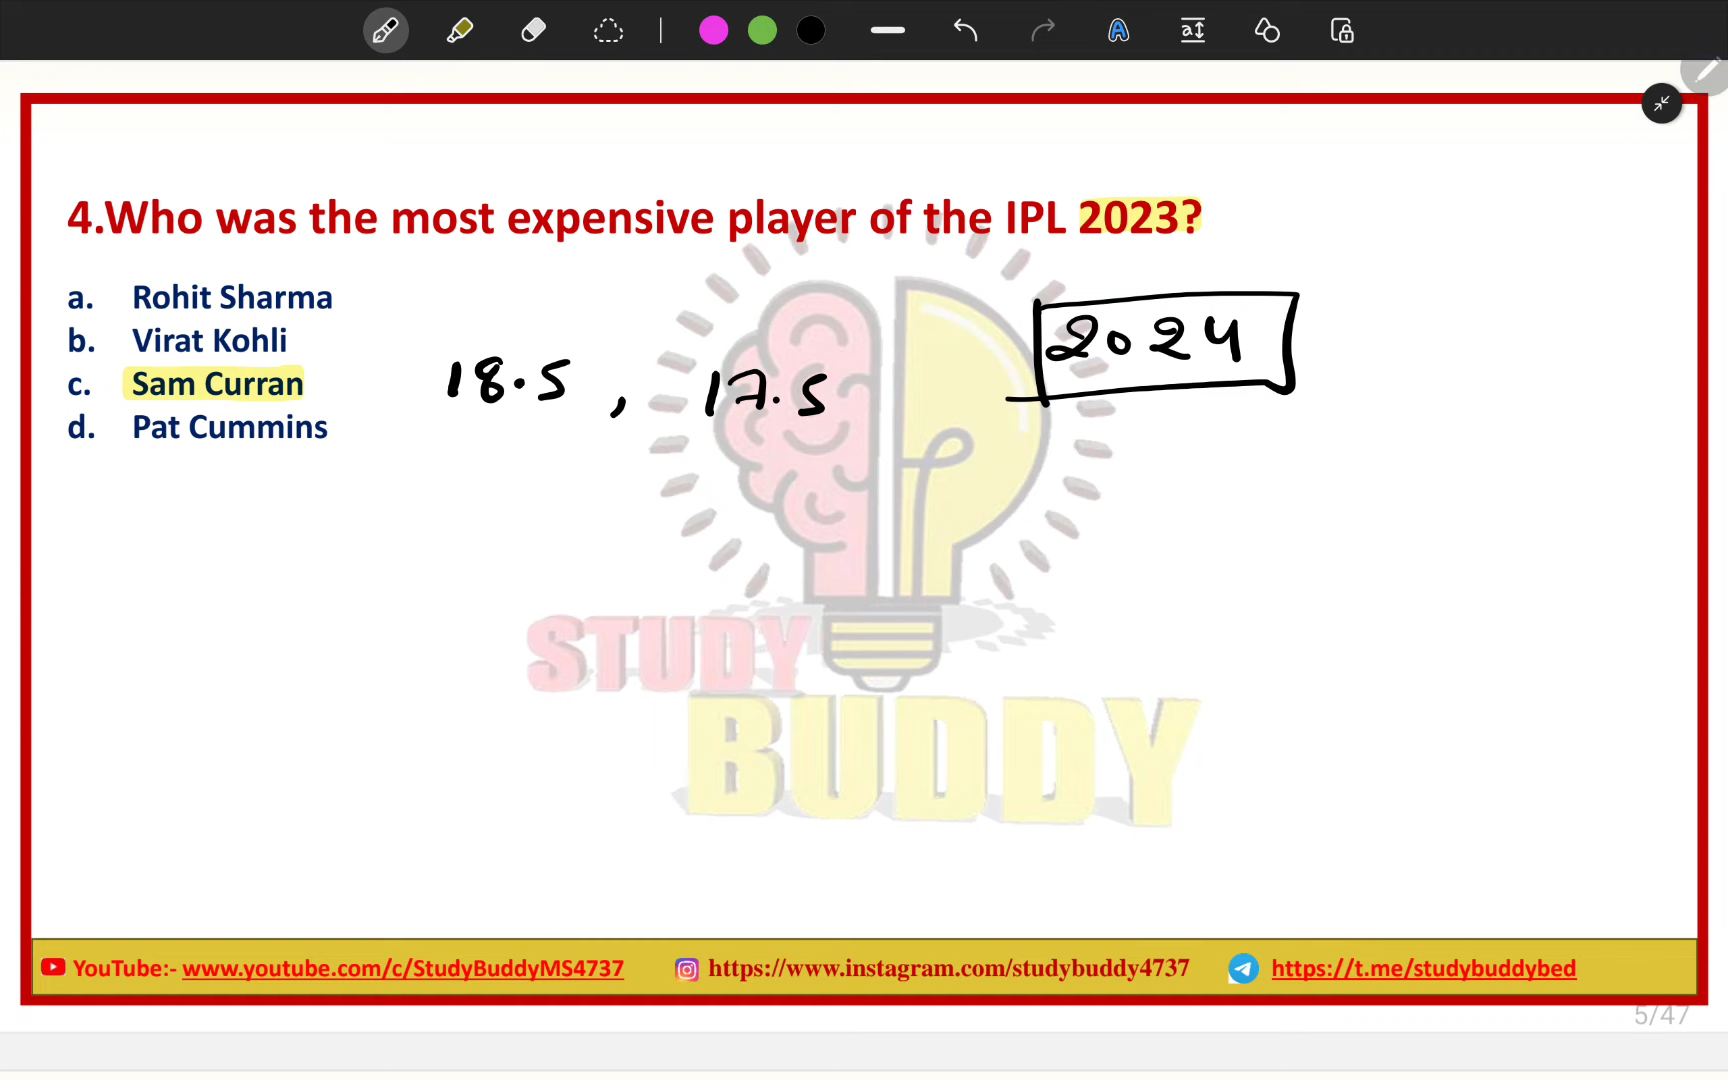 4.Who was the most expensive player of the IPL 2023?
a. Rohit Sharma
b. Virat Kohli
c. Sam Curran
d. Pat Cummins
18.5 , 17.5
2024
STUDY
BUDDY
YouTube:- www.youtube.com/c/StudyBuddyMS4737 https://www.instagram.com/studybuddy4737 https://t.me/studybuddybed
5/47